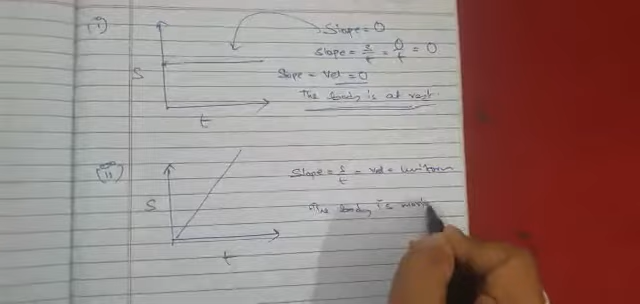 (i)
Slope = 0
Slope = s/t = 0/t = 0
S
Slope = Vel = 0
The body is at rest.
t
(ii)
Slope = s/t = vel = Uniform
S
The body is
t